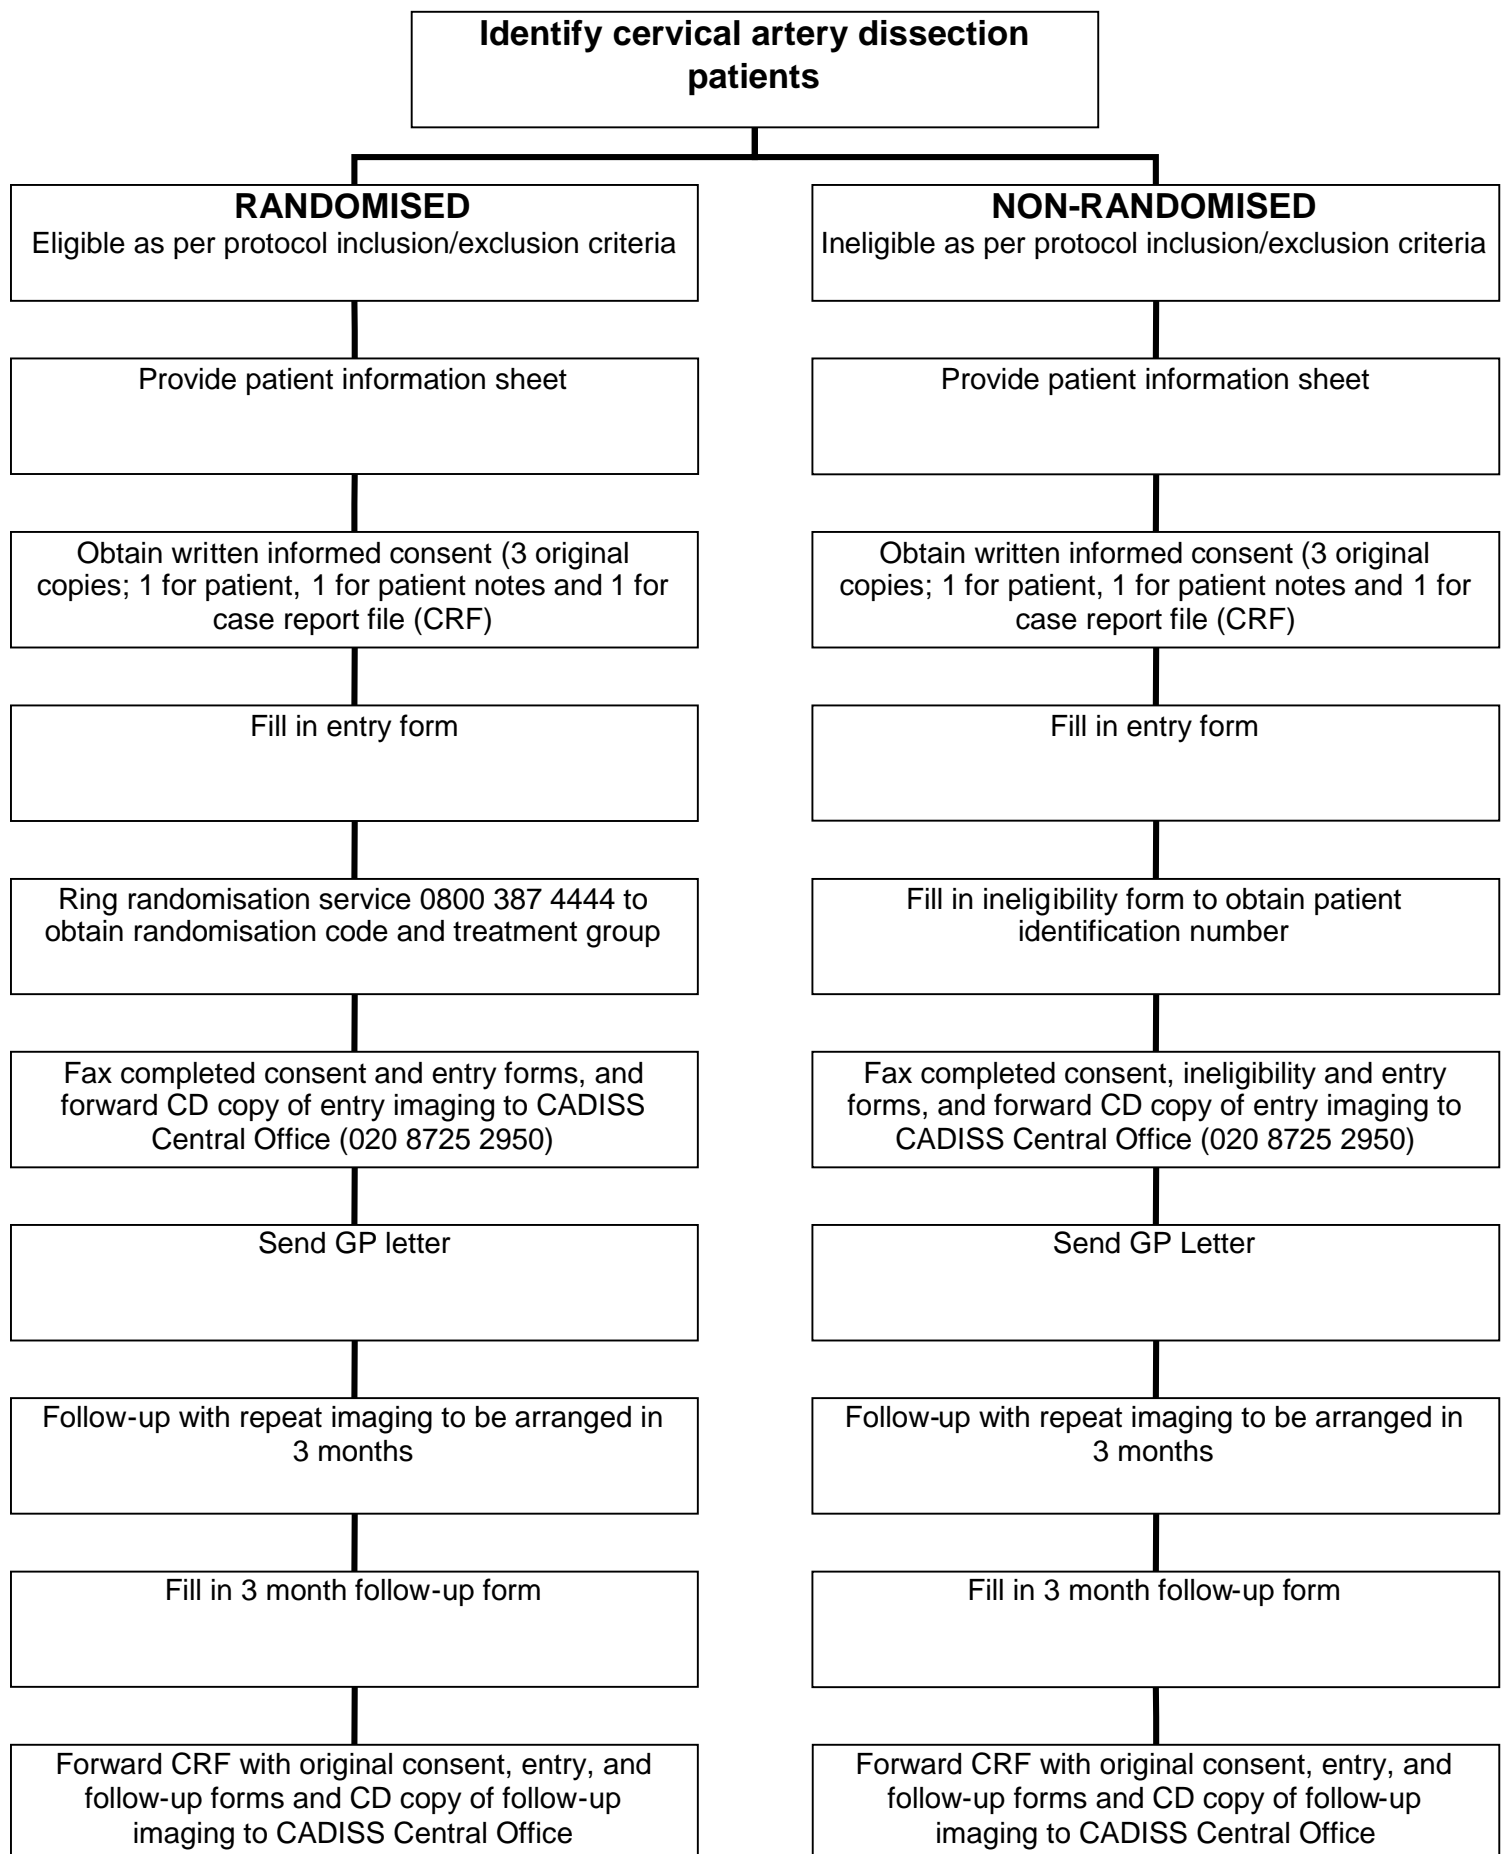 Identify cervical artery dissection
patients
RANDOMISED
Eligible as per protocol inclusion/exclusion criteria
NON-RANDOMISED
Ineligible as per protocol inclusion/exclusion criteria
Provide patient information sheet
Provide patient information sheet
Obtain written informed consent (3 original
copies; 1 for patient, 1 for patient notes and 1 for
case report file (CRF)
Obtain written informed consent (3 original
copies; 1 for patient, 1 for patient notes and 1 for
case report file (CRF)
Fill in entry form
Fill in entry form
Ring randomisation service 0800 387 4444 to
obtain randomisation code and treatment group
Fill in ineligibility form to obtain patient
identification number
Fax completed consent and entry forms, and
forward CD copy of entry imaging to CADISS
Central Office (020 8725 2950)
Fax completed consent, ineligibility and entry
forms, and forward CD copy of entry imaging to
CADISS Central Office (020 8725 2950)
Send GP letter
Send GP Letter
Follow-up with repeat imaging to be arranged in
3 months
Follow-up with repeat imaging to be arranged in
3 months
Fill in 3 month follow-up form
Fill in 3 month follow-up form
Forward CRF with original consent, entry, and
follow-up forms and CD copy of follow-up
imaging to CADISS Central Office
Forward CRF with original consent, entry, and
follow-up forms and CD copy of follow-up
imaging to CADISS Central Office